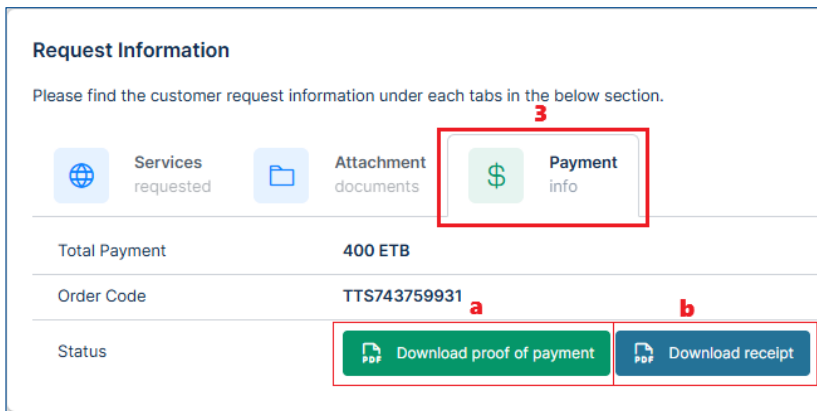 Request Information
Please find the customer request information under each tabs in the below section.
3
Services
requested
Attachment
documents
$
Payment
info
Total Payment 400 ETB
Order Code TTS743759931
a b
Status PDF Download proof of payment PDF Download receipt